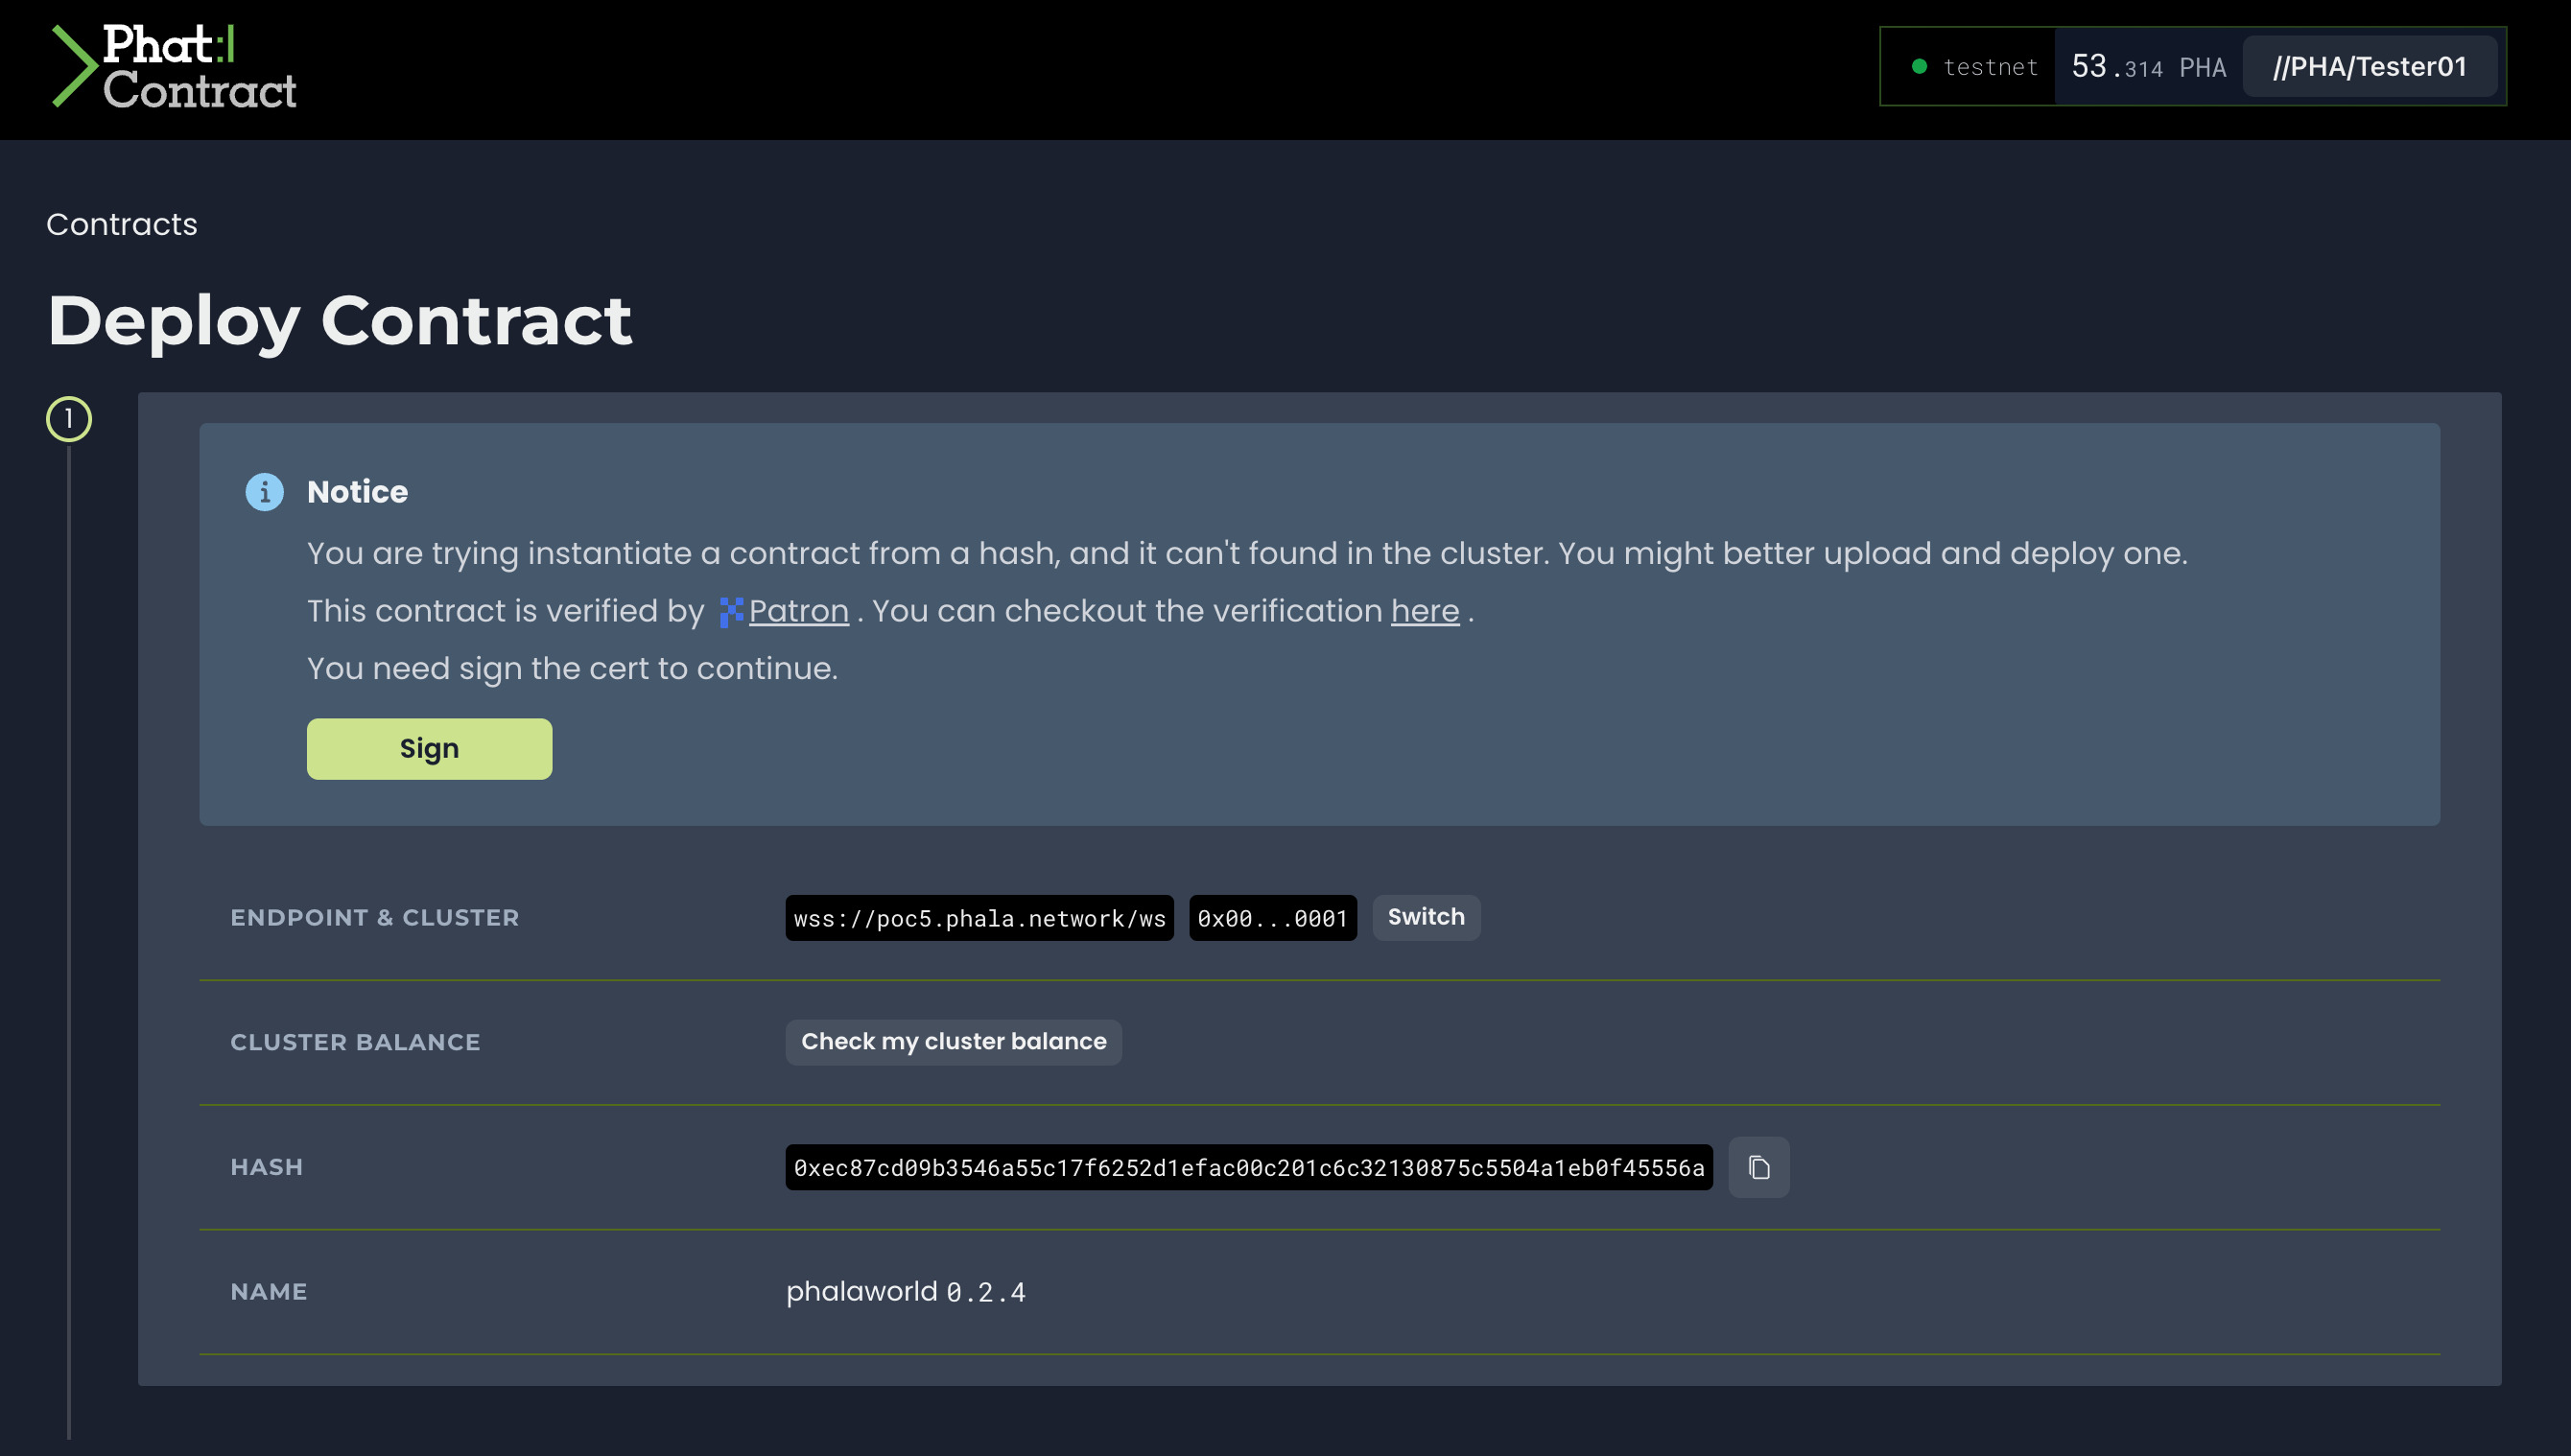 Phat:|
Contract
testnet 53.314 PHA //PHA/Tester01
Contracts
Deploy Contract
1
Notice
You are trying instantiate a contract from a hash, and it can't found in the cluster. You might better upload and deploy one.
This contract is verified by Patron . You can checkout the verification here .
You need sign the cert to continue.
Sign
ENDPOINT & CLUSTER wss://poc5.phala.network/ws 0x00...0001 Switch
CLUSTER BALANCE Check my cluster balance
HASH 0xec87cd09b3546a55c17f6252d1efac00c201c6c32130875c5504a1eb0f45556a
NAME phalaworld 0.2.4